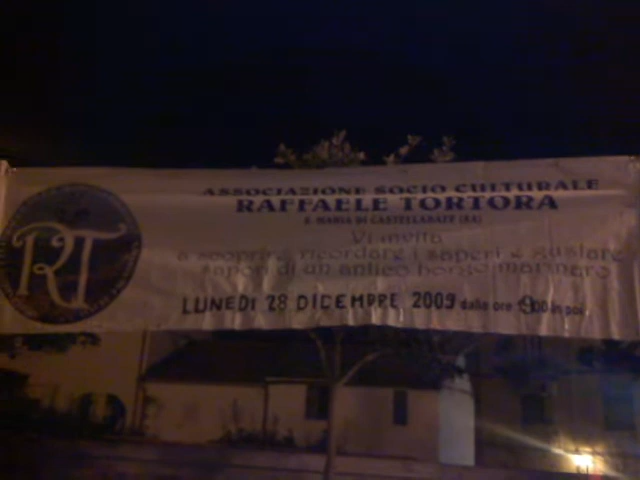 RT
ASSOCIAZIONE SOCIO CULTURALE
RAFFAELE TORTORA
S. MARIA DI CASTELLABATE (SA)
Vi invita
a scoprire, ricordare i saperi e gustare
sapori di un antico borgo marinaro
LUNEDI 28 DICEMBRE 2009 dalle ore 9.00 in poi